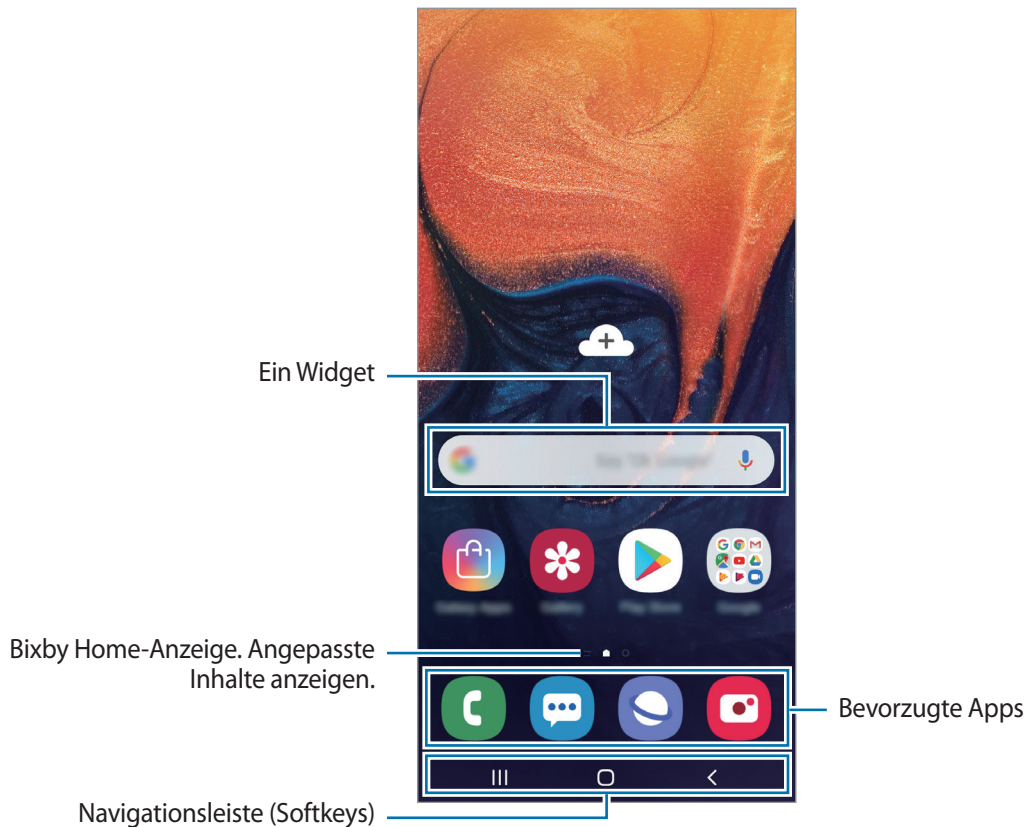 Ein Widget
Bixby Home-Anzeige. Angepasste
Inhalte anzeigen.
Bevorzugte Apps
Navigationsleiste (Softkeys)